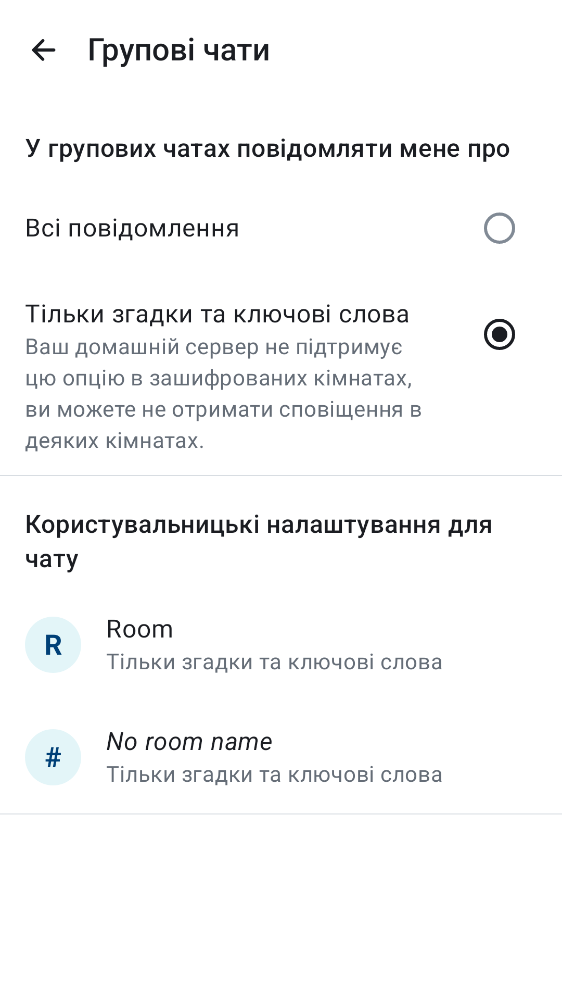 Групові чати
У групових чатах повідомляти мене про
Всі повідомлення
Тільки згадки та ключові слова
Ваш домашній сервер не підтримує
цю опцію в зашифрованих кімнатах,
ви можете не отримати сповіщення в
деяких кімнатах.
Користувальницькі налаштування для
чату
R
Room
Тільки згадки та ключові слова
#
No room name
Тільки згадки та ключові слова